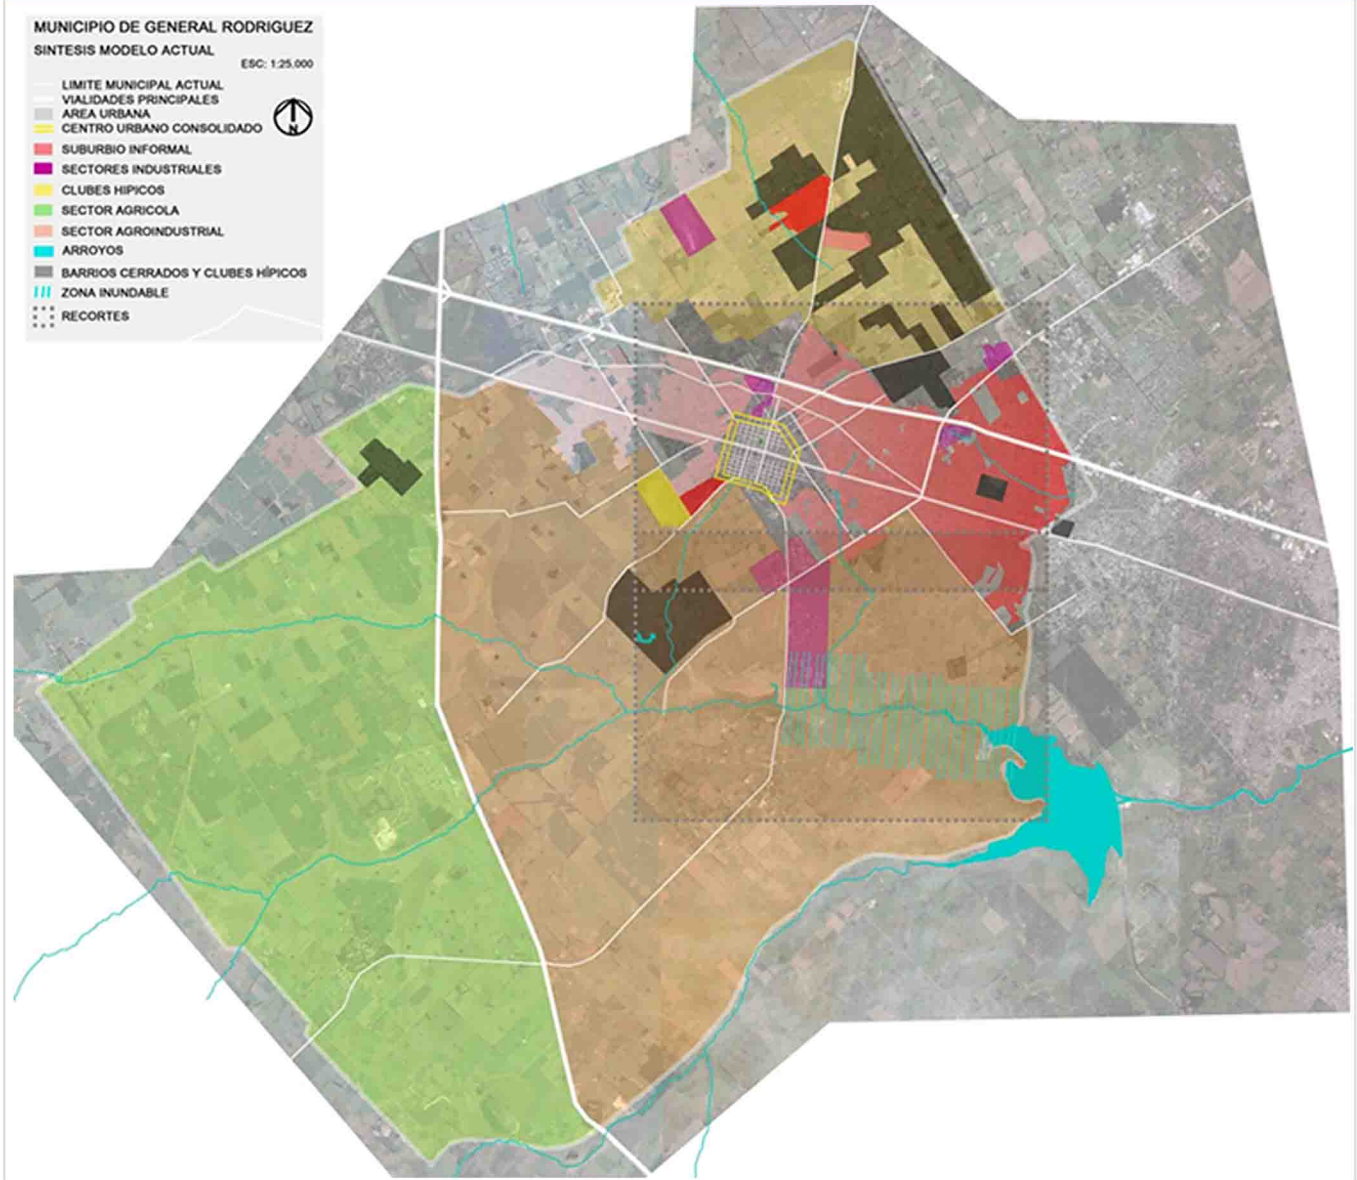 MUNICIPIO DE GENERAL RODRIGUEZ
SINTESIS MODELO ACTUAL
ESC: 1:25.000
LIMITE MUNICIPAL ACTUAL
VIALIDADES PRINCIPALES
AREA URBANA
CENTRO URBANO CONSOLIDADO
SUBURBIO INFORMAL
SECTORES INDUSTRIALES
CLUBES HIPICOS
SECTOR AGRICOLA
SECTOR AGROINDUSTRIAL
ARROYOS
BARRIOS CERRADOS Y CLUBES HÍPICOS
ZONA INUNDABLE
RECORTES
N